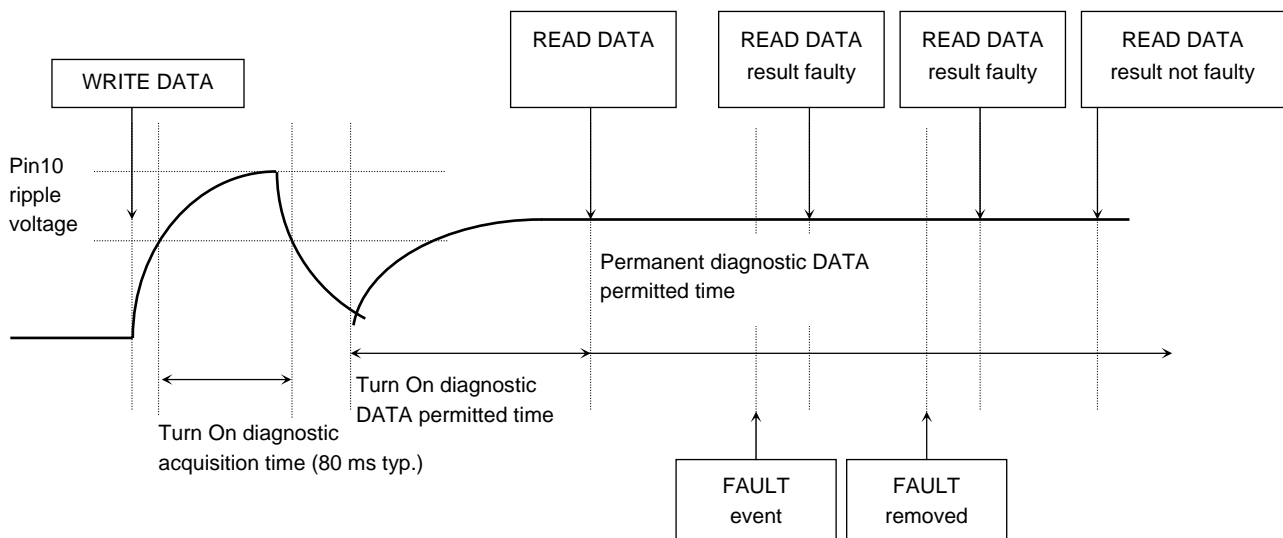 READ DATA
READ DATA
result faulty
READ DATA
result faulty
READ DATA
result not faulty
WRITE DATA
Pin10
ripple
voltage
Permanent diagnostic DATA
permitted time
Turn On diagnostic
DATA permitted time
Turn On diagnostic
acquisition time (80 ms typ.)
FAULT
event
FAULT
removed